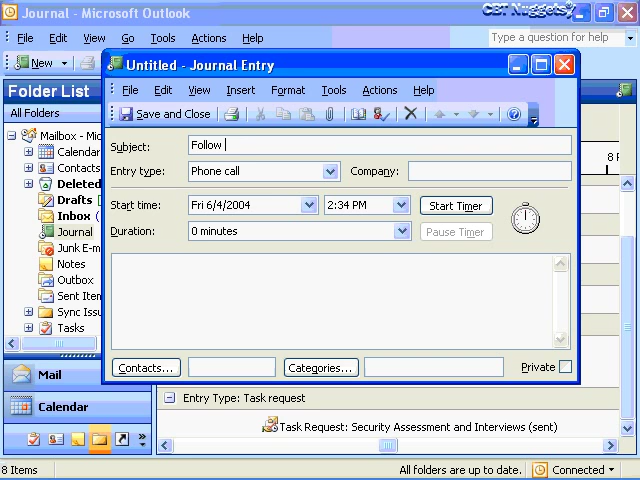 Journal - Microsoft Outlook
CBT Nuggets
File Edit View Go Tools Actions Help
Type a question for help
New
Untitled - Journal Entry
Folder List
File Edit View Insert Format Tools Actions Help
All Folders
Save and Close
Mailbox - Mic
Calendar
Contacts
Deleted
Drafts
Inbox (
Journal
Junk E-m
Notes
Outbox
Sent Item
Sync Issu
Tasks
Subject: Follow
Entry type: Phone call Company:
8 F
Start time: Fri 6/4/2004 2:34 PM Start Timer
Duration: 0 minutes Pause Timer
Contacts... Categories... Private
Mail
Calendar
Entry Type: Task request
Task Request: Security Assessment and Interviews (sent)
8 Items All folders are up to date. Connected